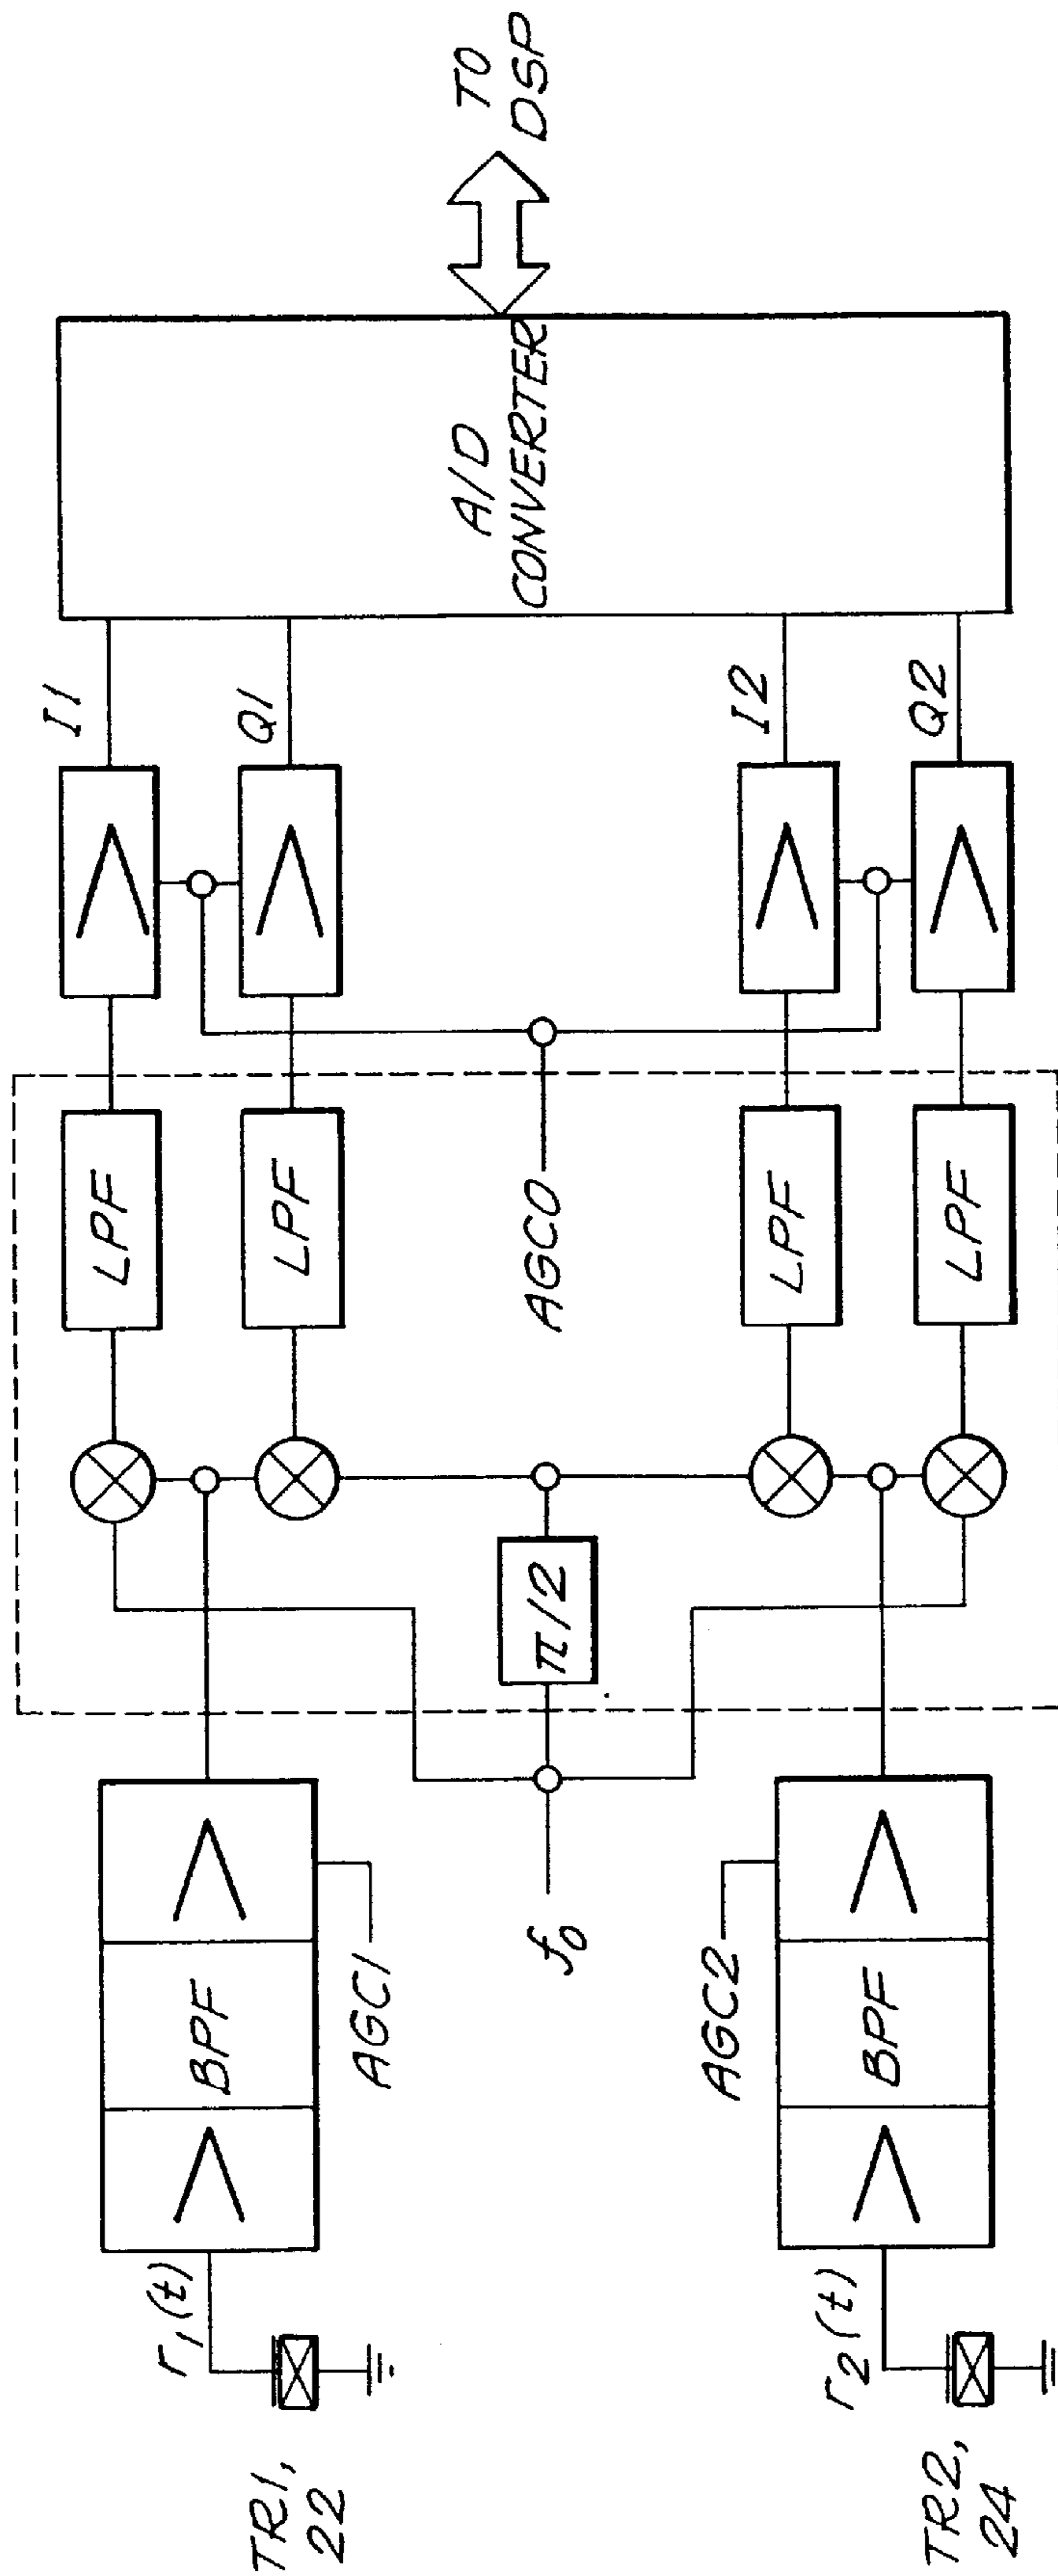 TR1,
22
r1(t)
BPF
AGC1
LPF
I1
LPF
Q1
f0
π/2
AGC0
A/D
CONVERTER
TO
DSP
TR2,
24
r2(t)
BPF
AGC2
LPF
I2
LPF
Q2